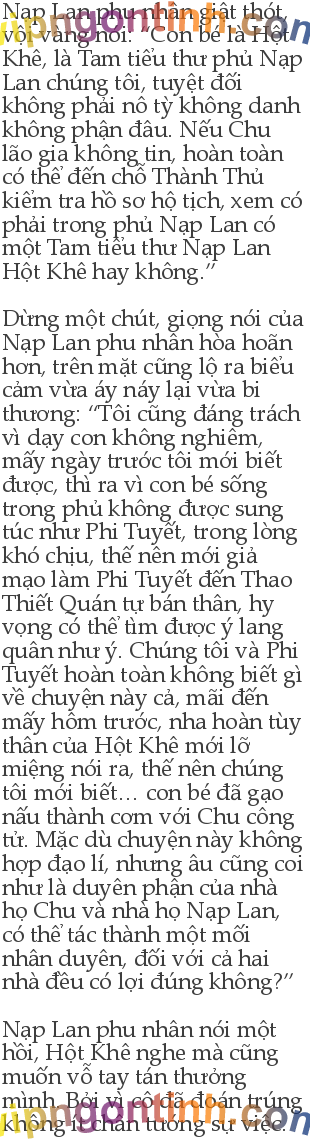 Nạp Lan phu nhân giật thót,
vội vàng nói: “Con bé là Hột
Khê, là Tam tiểu thư phủ Nạp
Lan chúng tôi, tuyệt đối
không phải nô tỳ không danh
không phận đâu. Nếu Chu
lão gia không tin, hoàn toàn
có thể đến chỗ Thành Thủ
kiểm tra hồ sơ hộ tịch, xem có
phải trong phủ Nạp Lan có
một Tam tiểu thư Nạp Lan
Hột Khê hay không.”
Dừng một chút, giọng nói của
Nạp Lan phu nhân hòa hoãn
hơn, trên mặt cũng lộ ra biểu
cảm vừa áy náy lại vừa bi
thương: “Tôi cũng đáng trách
vì dạy con không nghiêm,
mấy ngày trước tôi mới biết
được, thì ra vì con bé sống
trong phủ không được sung
túc như Phi Tuyết, trong lòng
khó chịu, thế nên mới giả
mạo làm Phi Tuyết đến Thao
Thiết Quán tự bán thân, hy
vọng có thể tìm được ý lang
quân như ý. Chúng tôi và Phi
Tuyết hoàn toàn không biết gì
về chuyện này cả, mãi đến
mấy hôm trước, nha hoàn tùy
thân của Hột Khê mới lỡ
miệng nói ra, thế nên chúng
tôi mới biết… con bé đã gạo
nấu thành cơm với Chu công
tử. Mặc dù chuyện này không
hợp đạo lí, nhưng âu cũng coi
như là duyên phận của nhà
họ Chu và nhà họ Nạp Lan,
có thể tác thành một mối
nhân duyên, đối với cả hai
nhà đều có lợi đúng không?”
Nạp Lan phu nhân nói một
hồi, Hột Khê nghe mà cũng
muốn vỗ tay tán thưởng
mình. Bởi vì cô đã đoán trúng
không ít chân tướng sự việc.
vipngontinh.com
vipngontinh.com